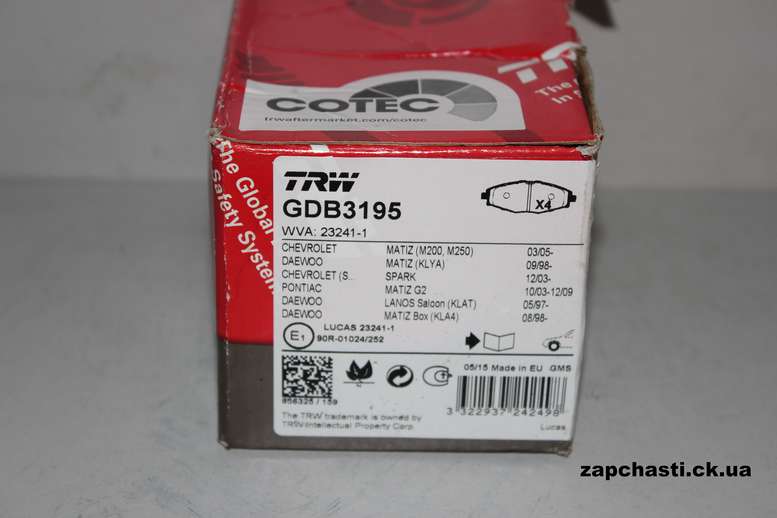 TRW
COTEC
trwaftermarket.com/cotec
The Global
Safety System
TRW
GDB3195
X4
WVA: 23241-1
CHEVROLET MATIZ (M200, M250) 03/05-
DAEWOO MATIZ (KLYA) 09/98-
CHEVROLET (S... SPARK 12/03-
PONTIAC MATIZ G2 10/03-12/09
DAEWOO LANOS Saloon (KLAT) 05/97-
DAEWOO MATIZ Box (KLA4) 08/98-
E1 LUCAS 23241-1
90R-01024/252
05/15 Made in EU GMS
856325 / 159
3 322937 242498
The TRW trademark is owned by
TRW Intellectual Property Corp.
Lucas
zapchasti.ck.ua